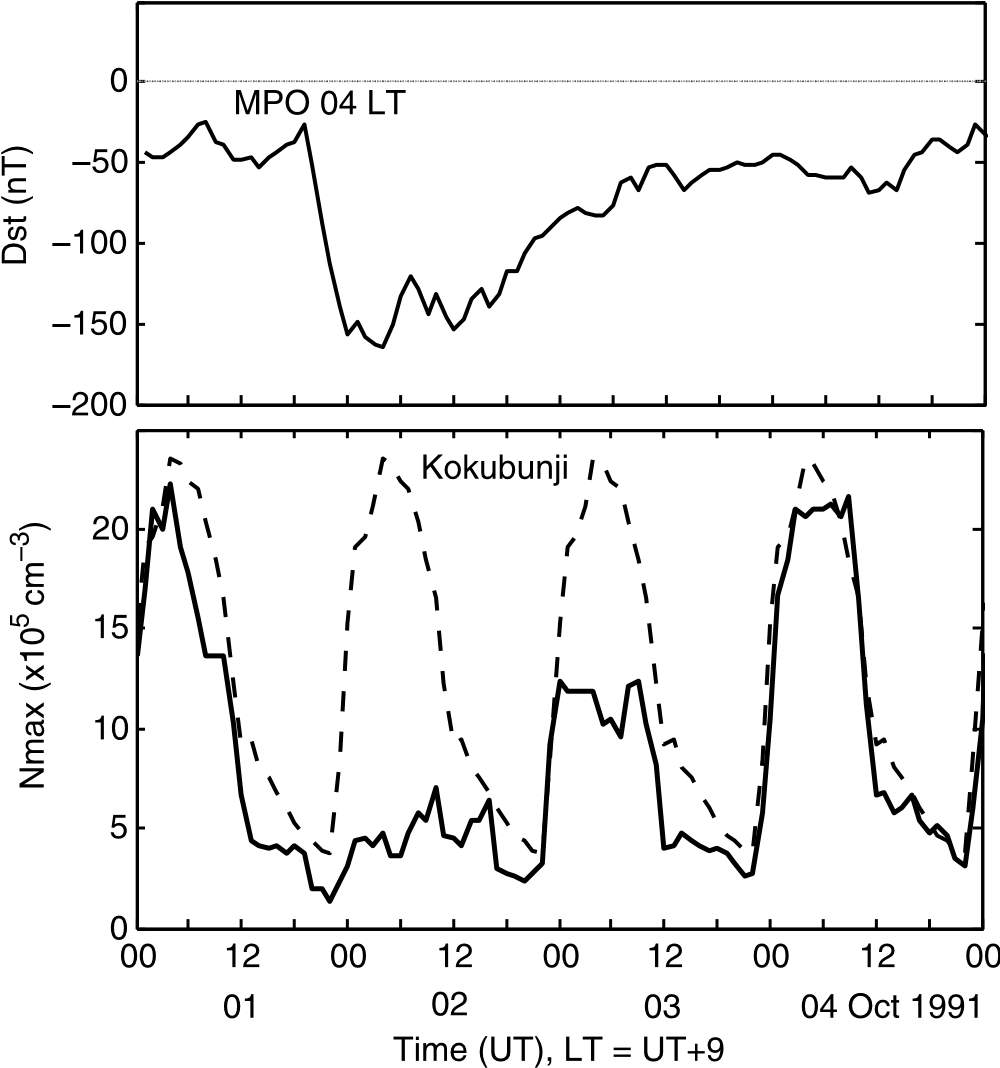 0
MPO 04 LT
−50
Dst (nT)
−100
−150
−200
Kokubunji
20
15
Nmax (x10⁵ cm⁻³)
10
5
0
00 12 00 12 00 12 00 12 00
01 02 03 04 Oct 1991
Time (UT), LT = UT+9